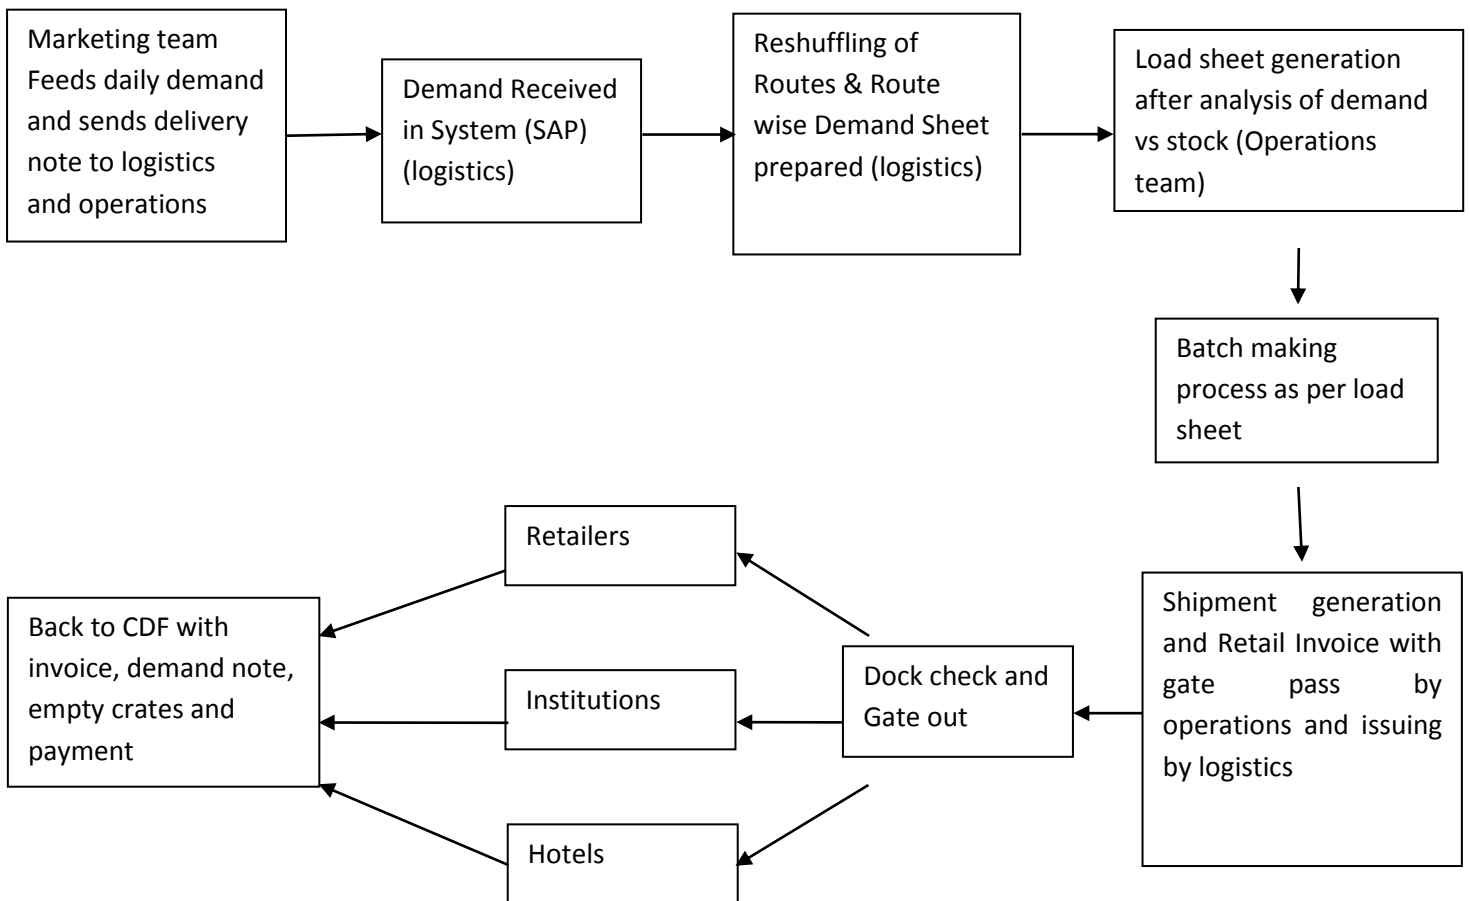 Marketing team
Feeds daily demand
and sends delivery
note to logistics
and operations
Demand Received
in System (SAP)
(logistics)
Reshuffling of
Routes & Route
wise Demand Sheet
prepared (logistics)
Load sheet generation
after analysis of demand
vs stock (Operations
team)
Batch making
process as per load
sheet
Shipment generation
and Retail Invoice with
gate pass by
operations and issuing
by logistics
Dock check and
Gate out
Retailers
Institutions
Hotels
Back to CDF with
invoice, demand note,
empty crates and
payment